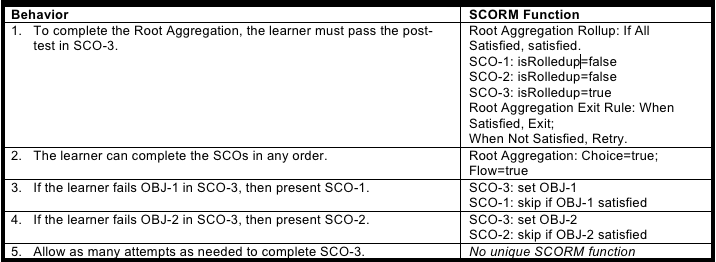 Behavior
SCORM Function
1. To complete the Root Aggregation, the learner must pass the post-
test in SCO-3.
Root Aggregation Rollup: If All
Satisfied, satisfied.
SCO-1: isRolledup=false
SCO-2: isRolledup=false
SCO-3: isRolledup=true
Root Aggregation Exit Rule: When
Satisfied, Exit;
When Not Satisfied, Retry.
2. The learner can complete the SCOs in any order.
Root Aggregation: Choice=true;
Flow=true
3. If the learner fails OBJ-1 in SCO-3, then present SCO-1.
SCO-3: set OBJ-1
SCO-1: skip if OBJ-1 satisfied
4. If the learner fails OBJ-2 in SCO-3, then present SCO-2.
SCO-3: set OBJ-2
SCO-2: skip if OBJ-2 satisfied
5. Allow as many attempts as needed to complete SCO-3.
No unique SCORM function